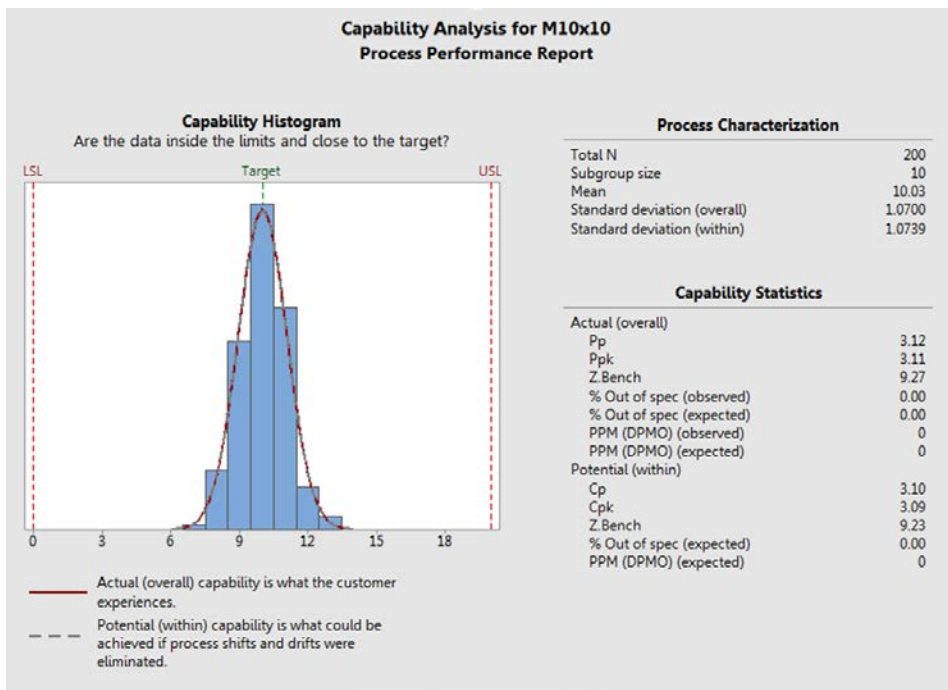 Capability Analysis for M10x10
Process Performance Report
Capability Histogram
Are the data inside the limits and close to the target?
LSL Target USL
0 3 6 9 12 15 18
Actual (overall) capability is what the customer
experiences.
Potential (within) capability is what could be
achieved if process shifts and drifts were
eliminated.
Process Characterization
Total N 200
Subgroup size 10
Mean 10.03
Standard deviation (overall) 1.0700
Standard deviation (within) 1.0739
Capability Statistics
Actual (overall)
Pp 3.12
Ppk 3.11
Z.Bench 9.27
% Out of spec (observed) 0.00
% Out of spec (expected) 0.00
PPM (DPMO) (observed) 0
PPM (DPMO) (expected) 0
Potential (within)
Cp 3.10
Cpk 3.09
Z.Bench 9.23
% Out of spec (expected) 0.00
PPM (DPMO) (expected) 0